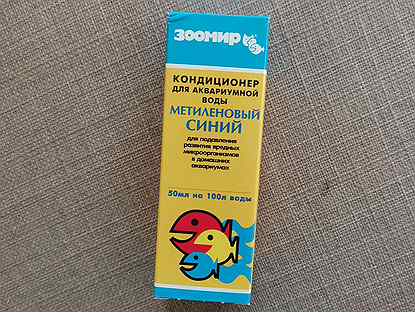 ЗООМИР
КОНДИЦИОНЕР
ДЛЯ АКВАРИУМНОЙ
ВОДЫ
МЕТИЛЕНОВЫЙ
СИНИЙ
для подавления
развития вредных
микроорганизмов
в домашних
аквариумах
50мл на 100л воды